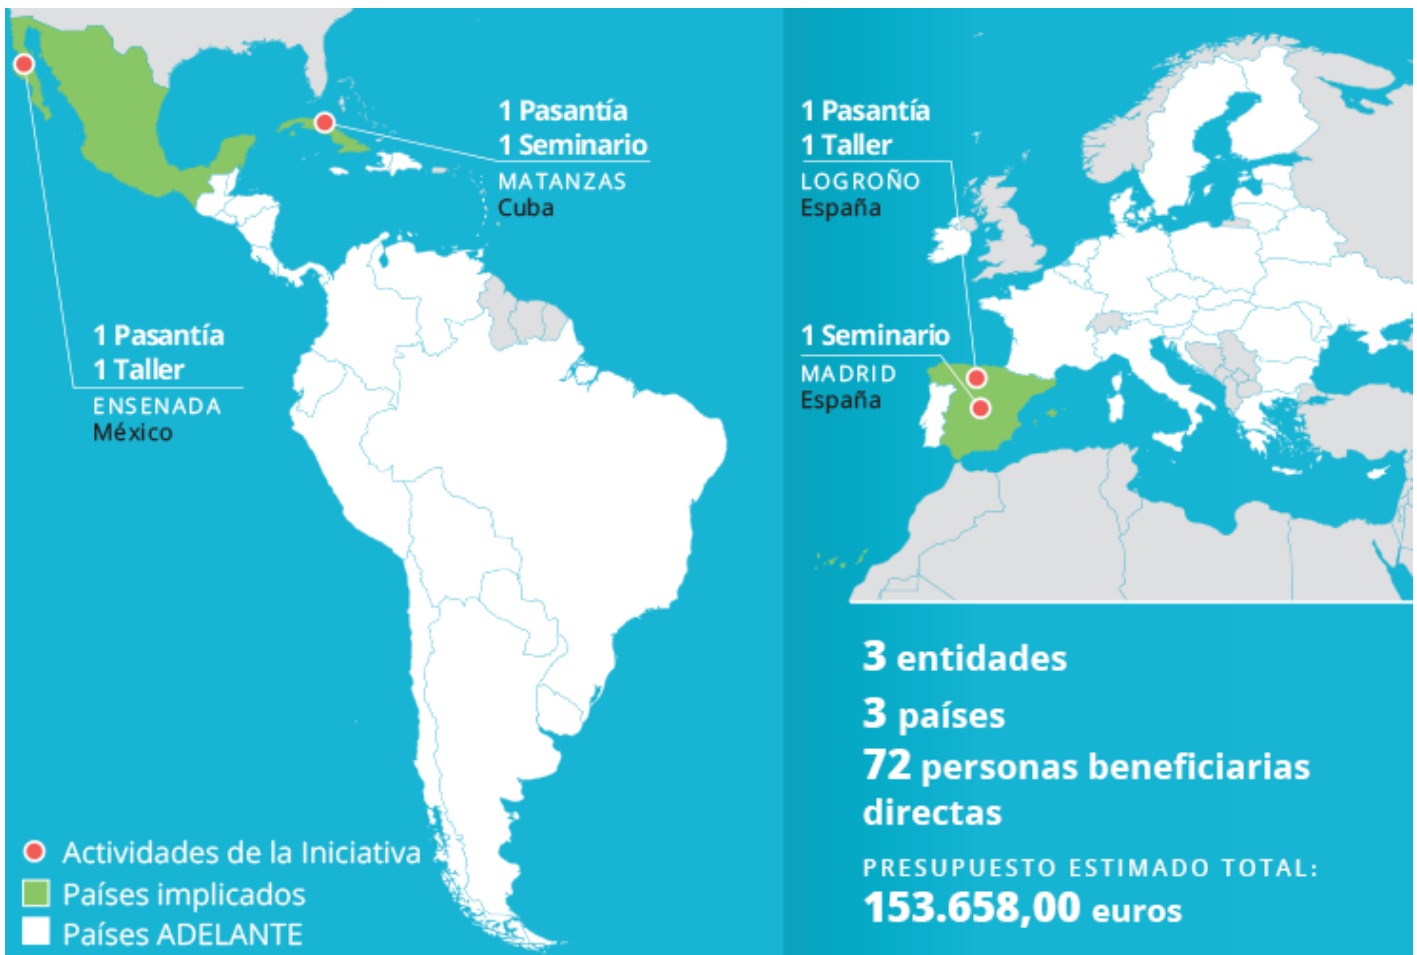 1 Pasantía
1 Seminario
MATANZAS
Cuba
1 Pasantía
1 Taller
ENSENADA
México
1 Pasantía
1 Taller
LOGROÑO
España
1 Seminario
MADRID
España
3 entidades
3 países
72 personas beneficiarias
directas
PRESUPUESTO ESTIMADO TOTAL:
153.658,00 euros
Actividades de la Iniciativa
Países implicados
Países ADELANTE